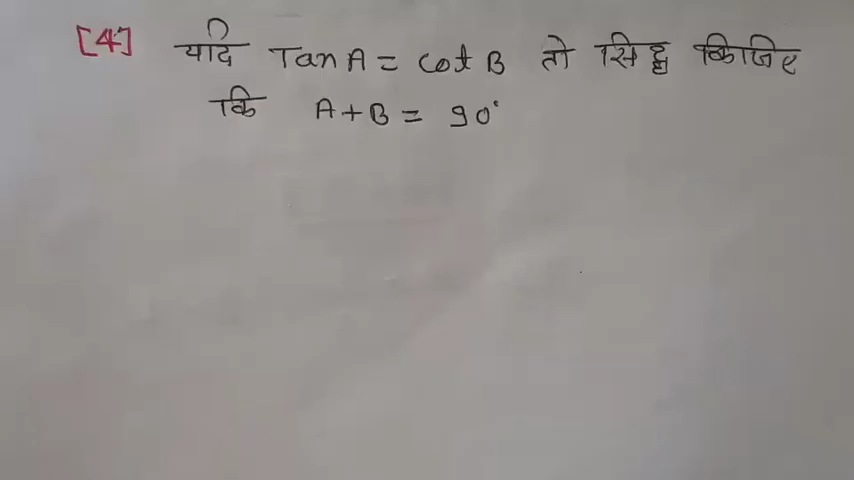 [4] यदि Tan A = cot B तो सिद्ध किजिए
कि A + B = 90°